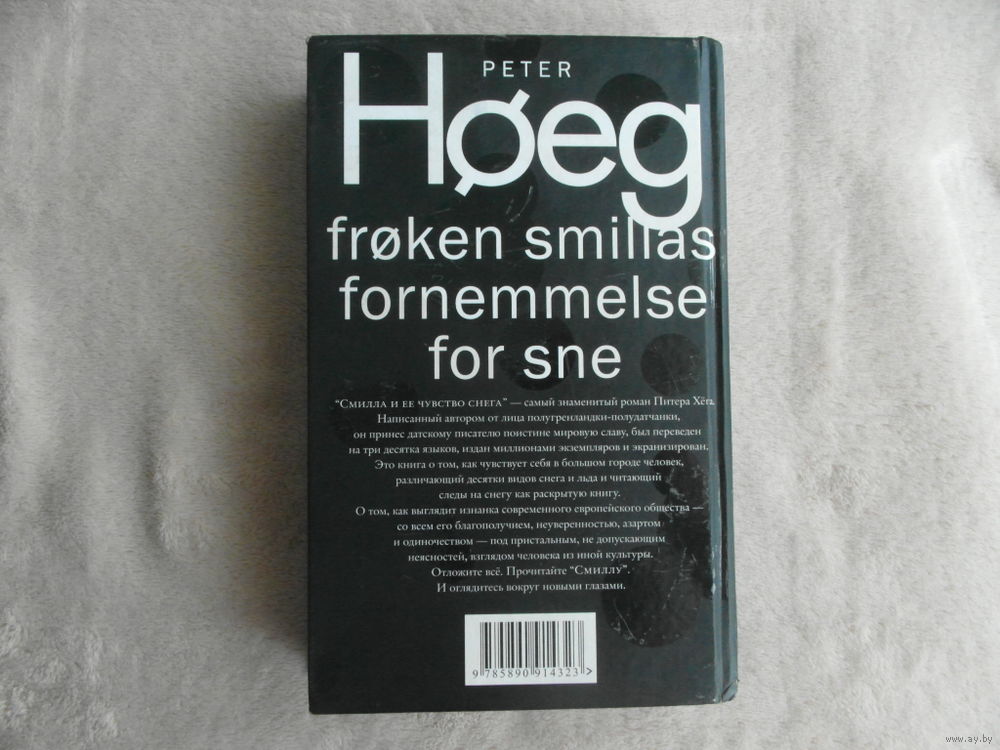 PETER
Høeg
frøken smillas
fornemmelse
for sne
“Смилла и ее чувство снега” — самый знаменитый роман Питера Хёга.
Написанный автором от лица полугренландки-полудатчанки,
он принес датскому писателю поистине мировую славу, был переведен
на три десятка языков, издан миллионами экземпляров и экранизирован.
Это книга о том, как чувствует себя в большом городе человек,
различающий десятки видов снега и льда и читающий
следы на снегу как раскрытую книгу.
О том, как выглядит изнанка современного европейского общества —
со всем его благополучием, неуверенностью, азартом
и одиночеством — под пристальным, не допускающим
неясностей, взглядом человека из иной культуры.
Отложите всё. Прочитайте “Смиллу”.
И оглядитесь вокруг новыми глазами.
9 785890 914323 >
www.ay.by